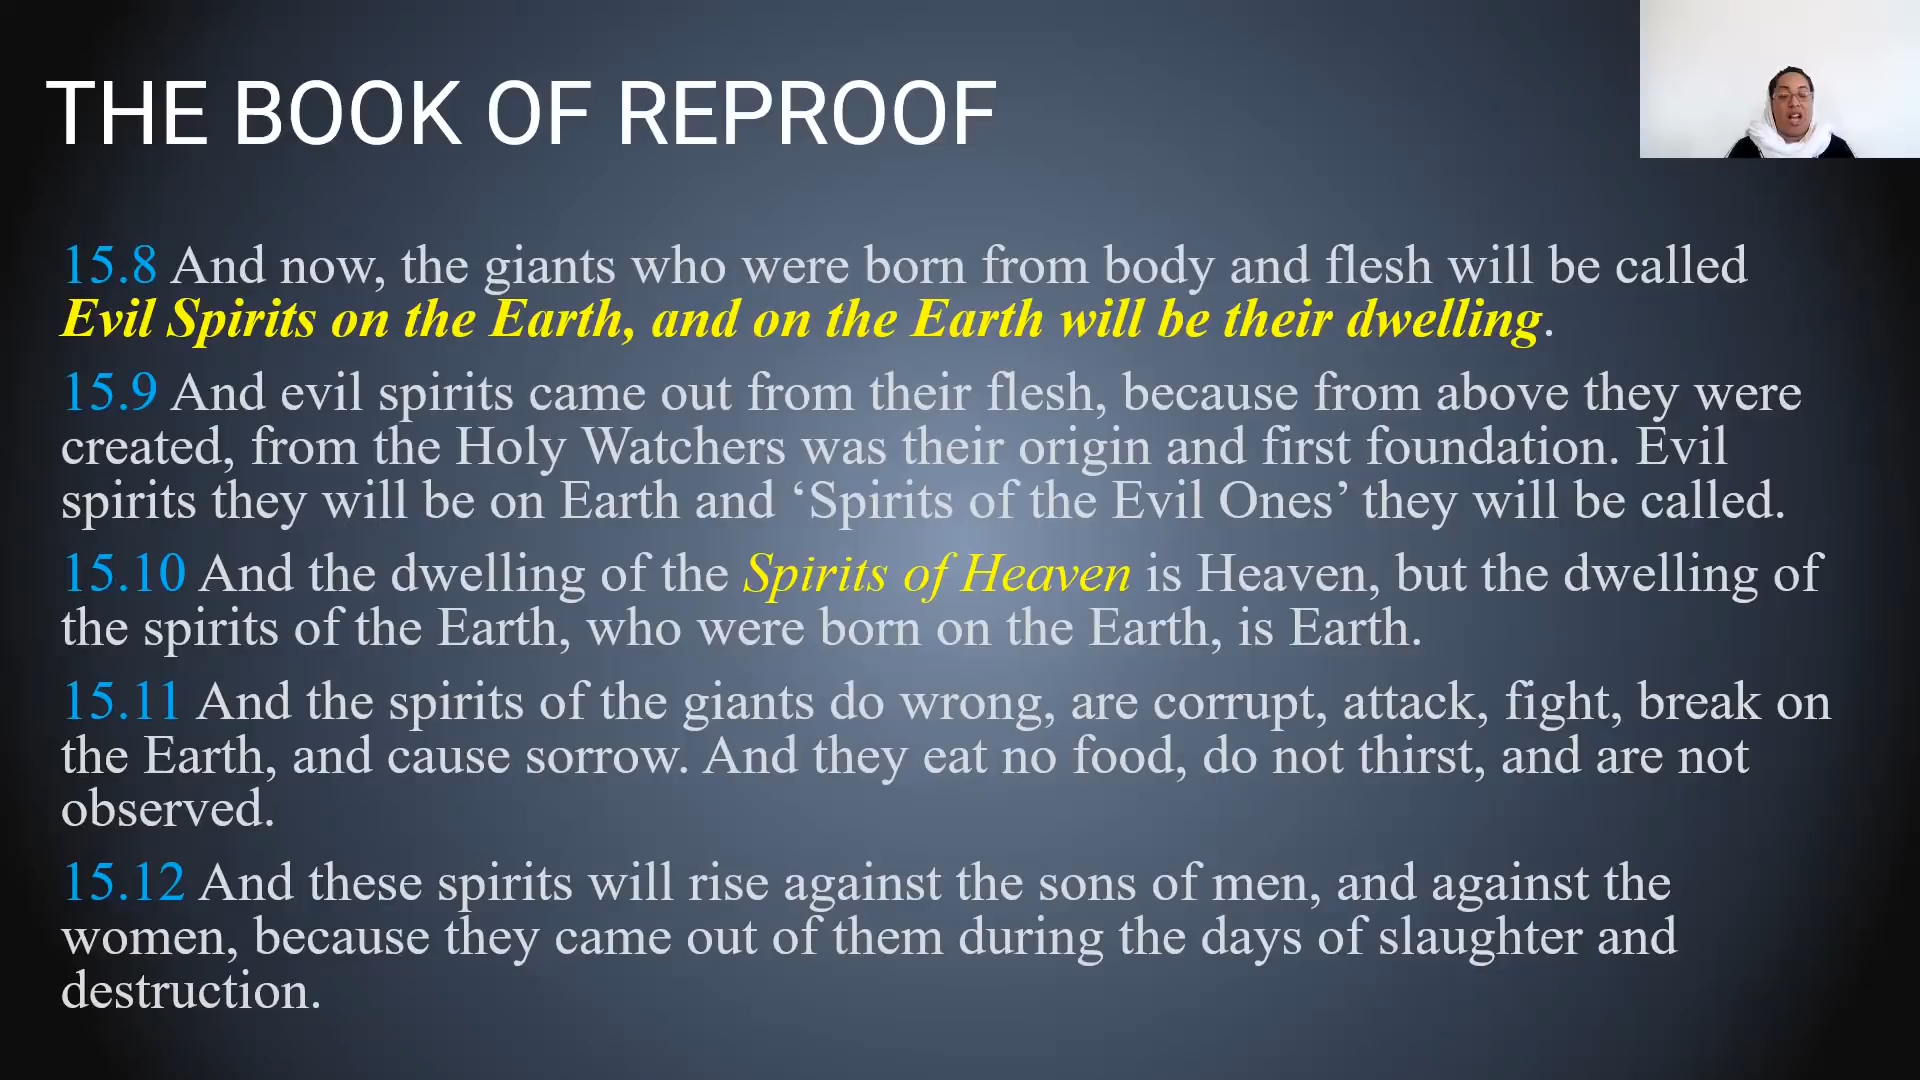 THE BOOK OF REPROOF
15.8 And now, the giants who were born from body and flesh will be called
Evil Spirits on the Earth, and on the Earth will be their dwelling.
15.9 And evil spirits came out from their flesh, because from above they were
created, from the Holy Watchers was their origin and first foundation. Evil
spirits they will be on Earth and ‘Spirits of the Evil Ones’ they will be called.
15.10 And the dwelling of the Spirits of Heaven is Heaven, but the dwelling of
the spirits of the Earth, who were born on the Earth, is Earth.
15.11 And the spirits of the giants do wrong, are corrupt, attack, fight, break on
the Earth, and cause sorrow. And they eat no food, do not thirst, and are not
observed.
15.12 And these spirits will rise against the sons of men, and against the
women, because they came out of them during the days of slaughter and
destruction.